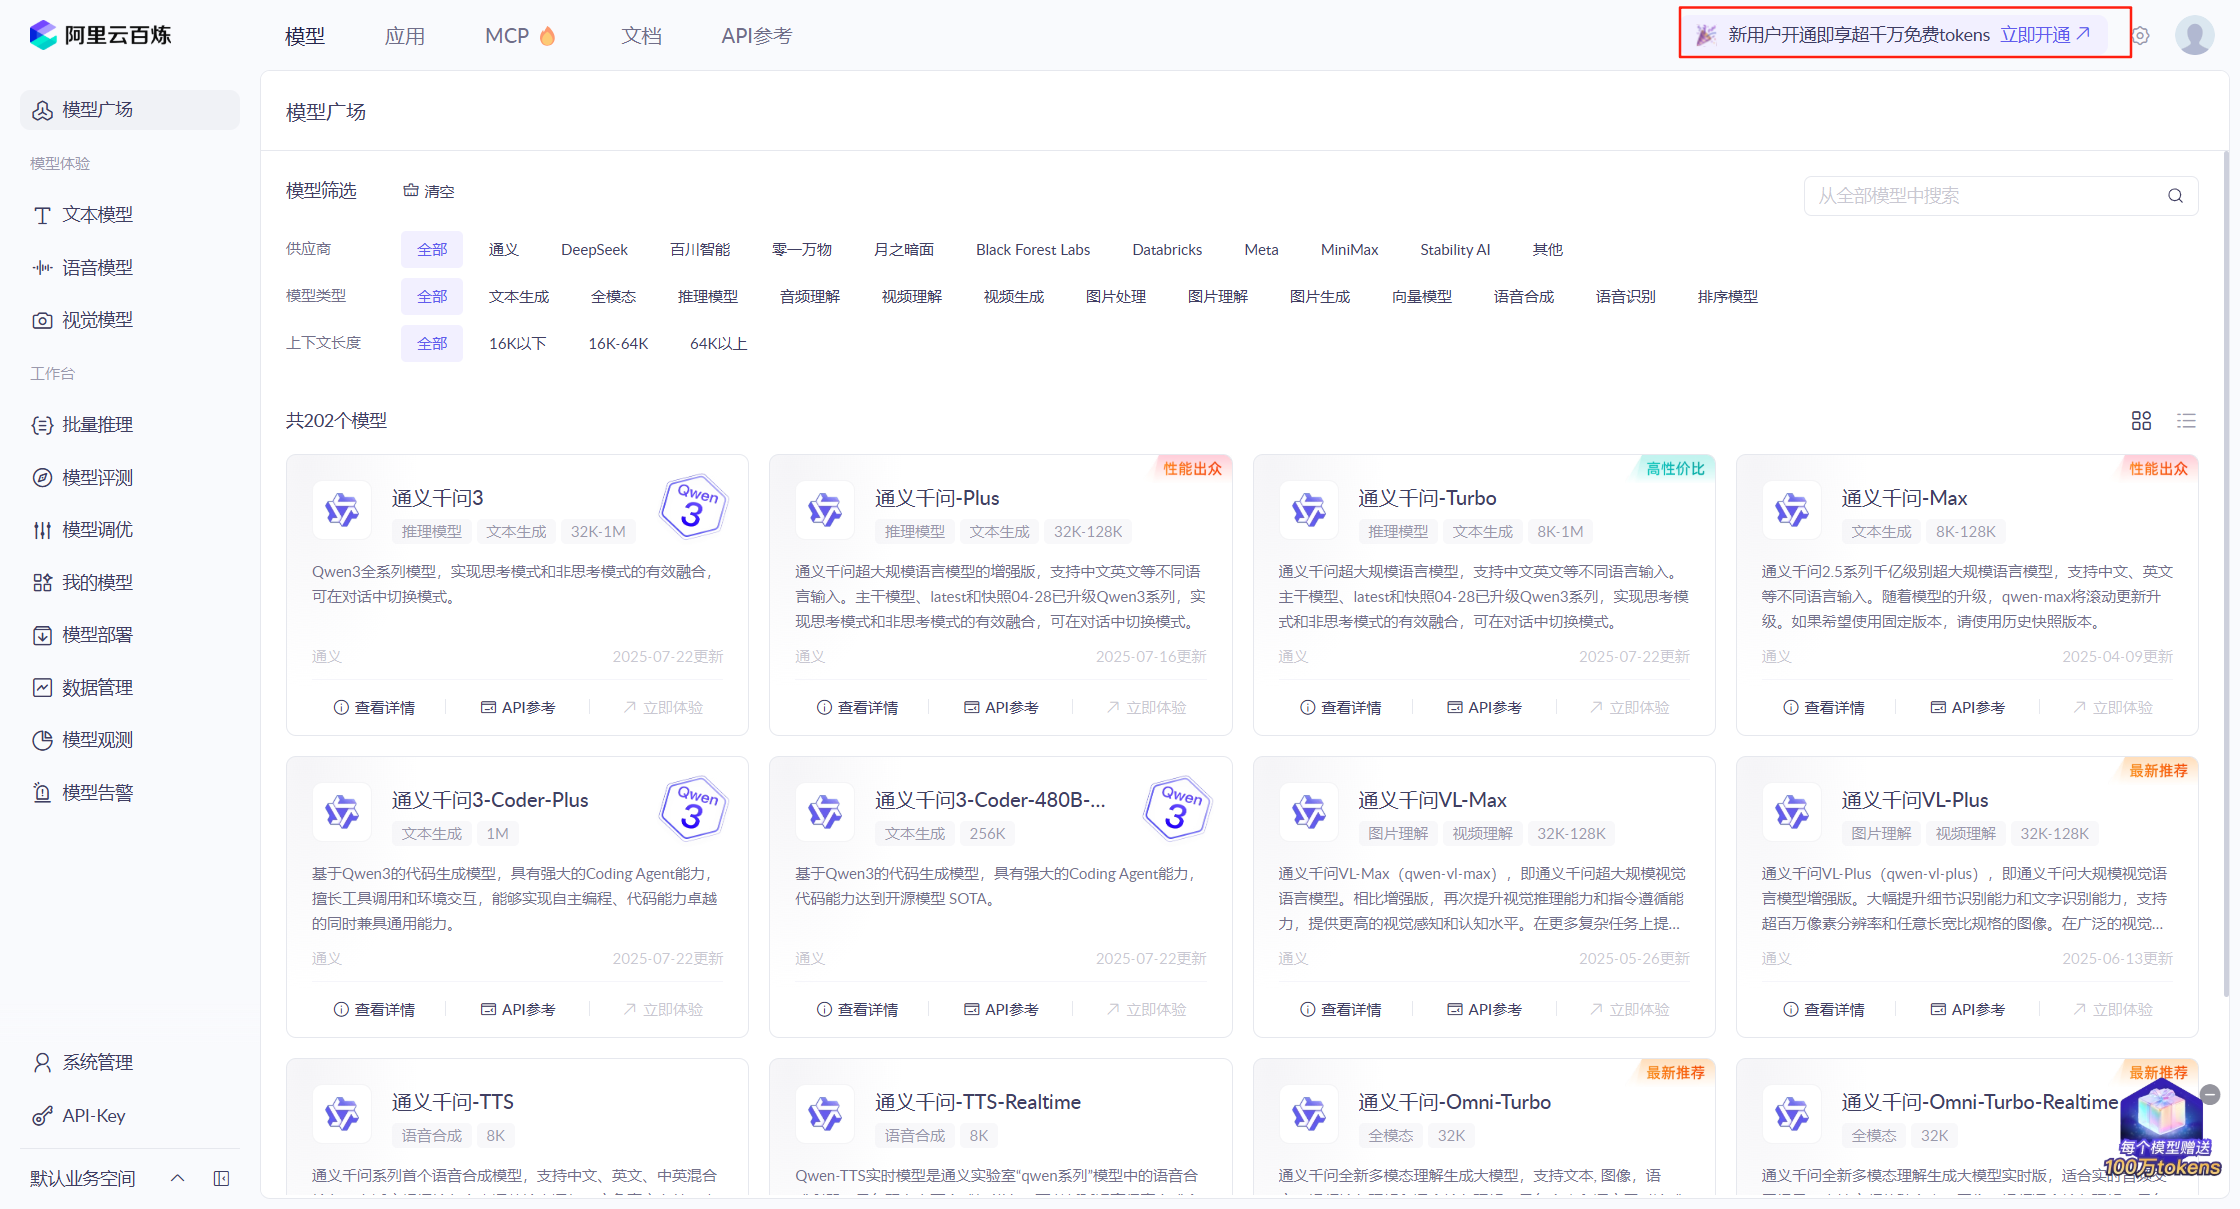 阿里云百炼
模型
应用
MCP
文档
API参考
新用户开通即享超千万免费tokens 立即开通
模型广场
模型体验
文本模型
语音模型
视觉模型
工作台
批量推理
模型评测
模型调优
我的模型
模型部署
数据管理
模型观测
模型告警
系统管理
API-Key
默认业务空间
模型广场
模型筛选
清空
从全部模型中搜索
供应商 全部 通义 DeepSeek 百川智能 零一万物 月之暗面 Black Forest Labs Databricks Meta MiniMax Stability AI 其他
模型类型 全部 文本生成 全模态 推理模型 音频理解 视频理解 视频生成 图片处理 图片理解 图片生成 向量模型 语音合成 语音识别 排序模型
上下文长度 全部 16K以下 16K-64K 64K以上
共202个模型
通义千问3
Qwen 3
推理模型 文本生成 32K-1M
Qwen3全系列模型，实现思考模式和非思考模式的有效融合，
可在对话中切换模式。
通义 2025-07-22更新
查看详情 API参考 立即体验
性能出众
通义千问-Plus
推理模型 文本生成 32K-128K
通义千问超大规模语言模型的增强版，支持中文英文等不同语
言输入。主干模型、latest和快照04-28已升级Qwen3系列，实
现思考模式和非思考模式的有效融合，可在对话中切换模式。
通义 2025-07-16更新
查看详情 API参考 立即体验
高性价比
通义千问-Turbo
推理模型 文本生成 8K-1M
通义千问超大规模语言模型，支持中文英文等不同语言输入。
主干模型、latest和快照04-28已升级Qwen3系列，实现思考模
式和非思考模式的有效融合，可在对话中切换模式。
通义 2025-07-22更新
查看详情 API参考 立即体验
性能出众
通义千问-Max
文本生成 8K-128K
通义千问2.5系列千亿级别超大规模语言模型，支持中文、英文
等不同语言输入。随着模型的升级，qwen-max将滚动更新升
级。如果希望使用固定版本，请使用历史快照版本。
通义 2025-04-09更新
查看详情 API参考 立即体验
通义千问3-Coder-Plus
Qwen 3
文本生成 1M
基于Qwen3的代码生成模型，具有强大的Coding Agent能力，
擅长工具调用和环境交互，能够实现自主编程、代码能力卓越
的同时兼具通用能力。
通义 2025-07-22更新
查看详情 API参考 立即体验
通义千问3-Coder-480B-...
Qwen 3
文本生成 256K
基于Qwen3的代码生成模型，具有强大的Coding Agent能力，
代码能力达到开源模型 SOTA。
通义 2025-07-22更新
查看详情 API参考 立即体验
通义千问VL-Max
图片理解 视频理解 32K-128K
通义千问VL-Max（qwen-vl-max），即通义千问超大规模视觉
语言模型。相比增强版，再次提升视觉推理能力和指令遵循能
力，提供更高的视觉感知和认知水平。在更多复杂任务上提...
通义 2025-05-26更新
查看详情 API参考 立即体验
最新推荐
通义千问VL-Plus
图片理解 视频理解 32K-128K
通义千问VL-Plus（qwen-vl-plus），即通义千问大规模视觉语
言模型增强版。大幅提升细节识别能力和文字识别能力，支持
超百万像素分辨率和任意长宽比规格的图像。在广泛的视觉...
通义 2025-06-13更新
查看详情 API参考 立即体验
通义千问-TTS
语音合成 8K
通义千问系列首个语音合成模型，支持中文、英文、中英混合
通义千问-TTS-Realtime
语音合成 8K
Qwen-TTS实时模型是通义实验室“qwen系列”模型中的语音合
最新推荐
通义千问-Omni-Turbo
全模态 32K
通义千问全新多模态理解生成大模型，支持文本, 图像，语
最新推荐
通义千问-Omni-Turbo-Realtime
全模态 32K
通义千问全新多模态理解生成大模型实时版，适合实时音频交
每个模型赠送
100万tokens